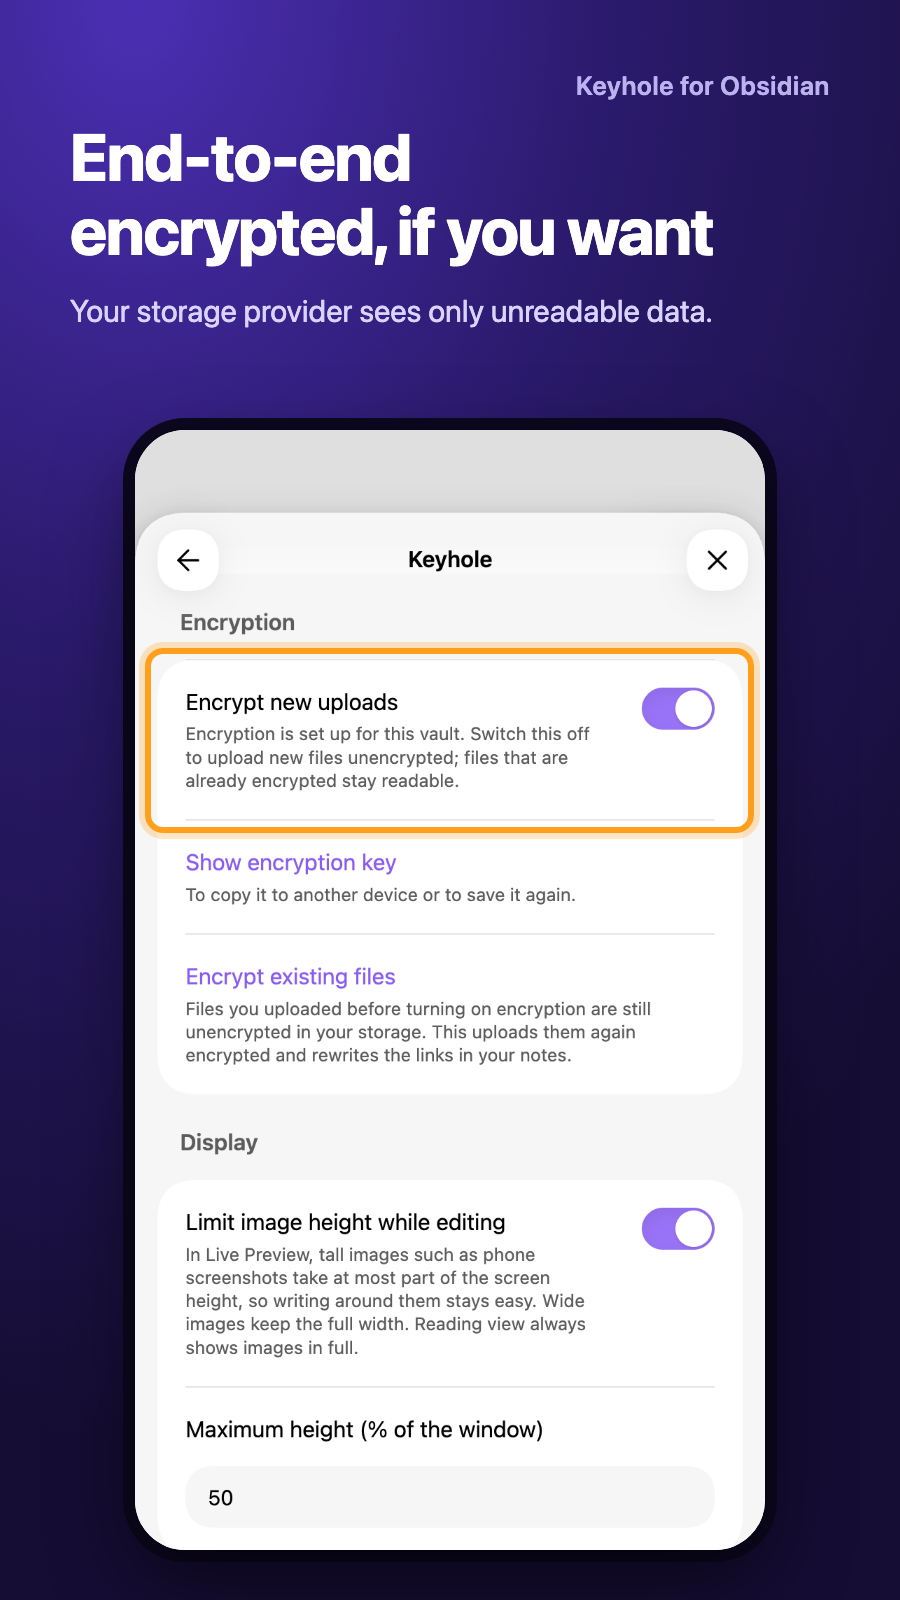 Keyhole for Obsidian
End-to-end
encrypted, if you want
Your storage provider sees only unreadable data.
Keyhole
Encryption
Encrypt new uploads
Encryption is set up for this vault. Switch this off
to upload new files unencrypted; files that are
already encrypted stay readable.
Show encryption key
To copy it to another device or to save it again.
Encrypt existing files
Files you uploaded before turning on encryption are still
unencrypted in your storage. This uploads them again
encrypted and rewrites the links in your notes.
Display
Limit image height while editing
In Live Preview, tall images such as phone
screenshots take at most part of the screen
height, so writing around them stays easy. Wide
images keep the full width. Reading view always
shows images in full.
Maximum height (% of the window)
50